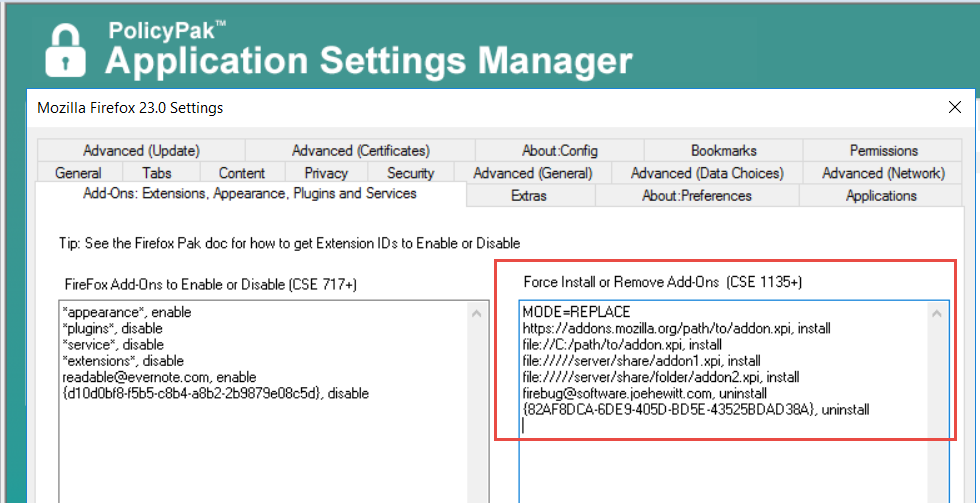 PolicyPak™
Application Settings Manager
Mozilla Firefox 23.0 Settings
Advanced (Update) Advanced (Certificates) About:Config Bookmarks Permissions
General Tabs Content Privacy Security Advanced (General) Advanced (Data Choices) Advanced (Network)
Add-Ons: Extensions, Appearance, Plugins and Services Extras About:Preferences Applications
Tip: See the Firefox Pak doc for how to get Extension IDs to Enable or Disable
FireFox Add-Ons to Enable or Disable (CSE 717+)
*appearance*, enable
*plugins*, disable
*service*, disable
*extensions*, disable
readable@evernote.com, enable
{d10d0bf8-f5b5-c8b4-a8b2-2b9879e08c5d}, disable
Force Install or Remove Add-Ons (CSE 1135+)
MODE=REPLACE
https://addons.mozilla.org/path/to/addon.xpi, install
file://C:/path/to/addon.xpi, install
file://///server/share/addon1.xpi, install
file://///server/share/folder/addon2.xpi, install
firebug@software.joehewitt.com, uninstall
{82AF8DCA-6DE9-405D-BD5E-43525BDAD38A}, uninstall